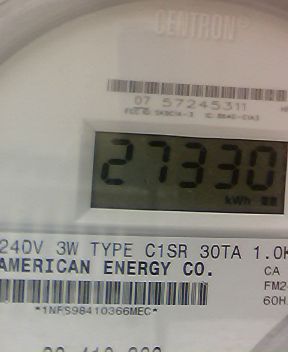 CENTRON®
07 57245311
27330
kWh
240V 3W TYPE C1SR 30TA 1.0K
AMERICAN ENERGY CO.
CA
FM2
60H
*1NFS98410366MEC*